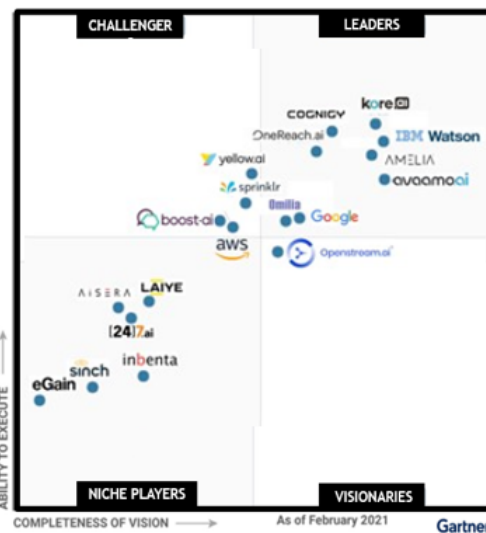 CHALLENGER
LEADERS
kore.ai
COGNIGY
OneReach.ai
IBM Watson
yellow.ai
AMELIA
sprinklr
avaamoai
Omilia
boost.ai
Google
aws
Openstream.ai
AiSERA
LAIYE
[24]7.ai
inbenta
sinch
eGain
ABILITY TO EXECUTE
NICHE PLAYERS
VISIONARIES
COMPLETENESS OF VISION
As of February 2021
Gartner